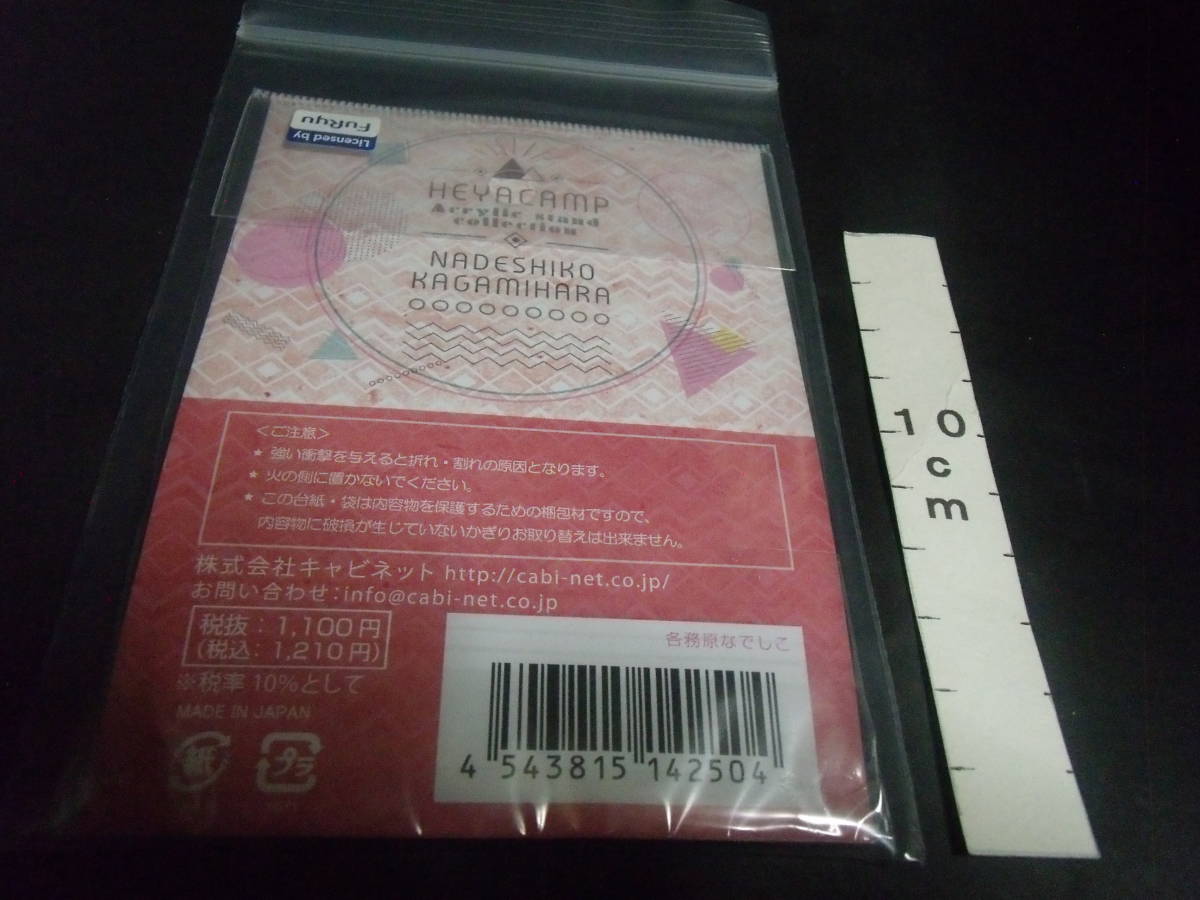 Licensed by
FuRyu
HEYACAMP
Acrylic stand
collection
NADESHIKO
KAGAMIHARA
<ご注意>
★ 強い衝撃を与えると折れ・割れの原因となります。
★ 火の側に置かないでください。
★ この台紙・袋は内容物を保護するための梱包材ですので、
内容物に破損が生じていないかぎりお取り替えは出来ません。
株式会社キャビネット http://cabi-net.co.jp/
お問い合わせ:info@cabi-net.co.jp
税抜: 1,100円
(税込: 1,210円)
※税率10%として
MADE IN JAPAN
紙
プラ
各務原なでしこ
4 543815 142504
10
cm